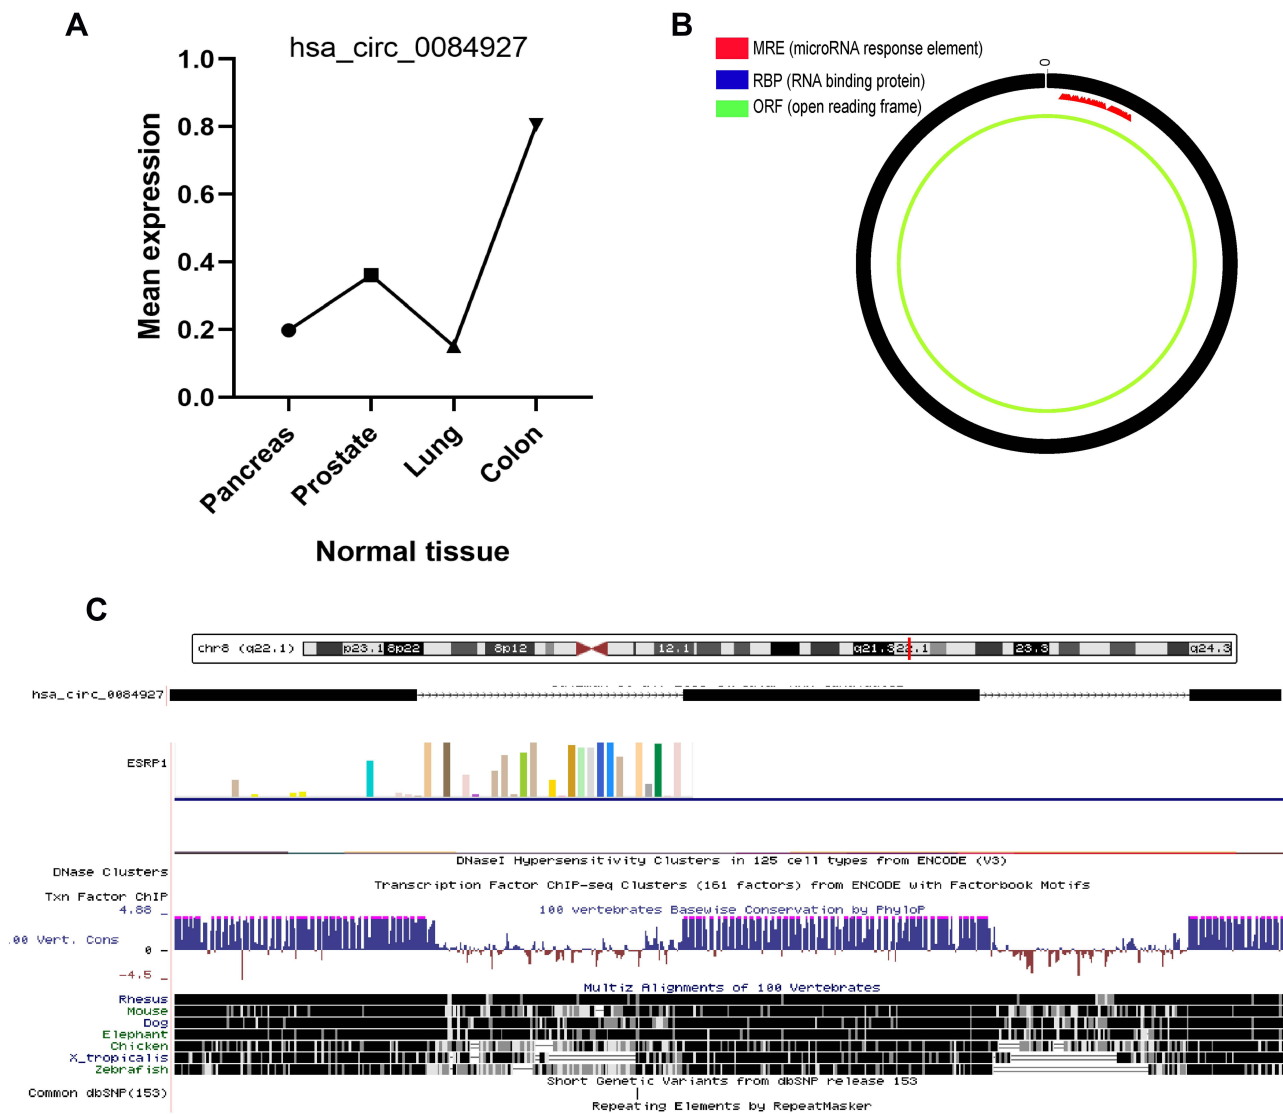 A
hsa_circ_0084927
1.0
0.8
0.6
0.4
0.2
0.0
Mean expression
Pancreas
Prostate
Lung
Colon
Normal tissue
B
MRE (microRNA response element)
RBP (RNA binding protein)
ORF (open reading frame)
0
C
chr8 (q22.1) p23.1 8p22 8p12 12.1 q21.3 22.1 23.3 q24.3
hsa_circ_0084927
ESRP1
DNaseI Hypersensitivity Clusters in 125 cell types from ENCODE (V3)
DNase Clusters
Transcription Factor ChIP-seq Clusters (161 factors) from ENCODE with Factorbook Motifs
Txn Factor ChIP
4.88 _
100 vertebrates Basewise Conservation by PhyloP
.00 Vert. Cons
0 –
-4.5 _
Multiz Alignments of 100 Vertebrates
Rhesus
Mouse
Dog
Elephant
Chicken
X_tropicalis
Zebrafish
Short Genetic Variants from dbSNP release 153
Common dbSNP(153)
Repeating Elements by RepeatMasker